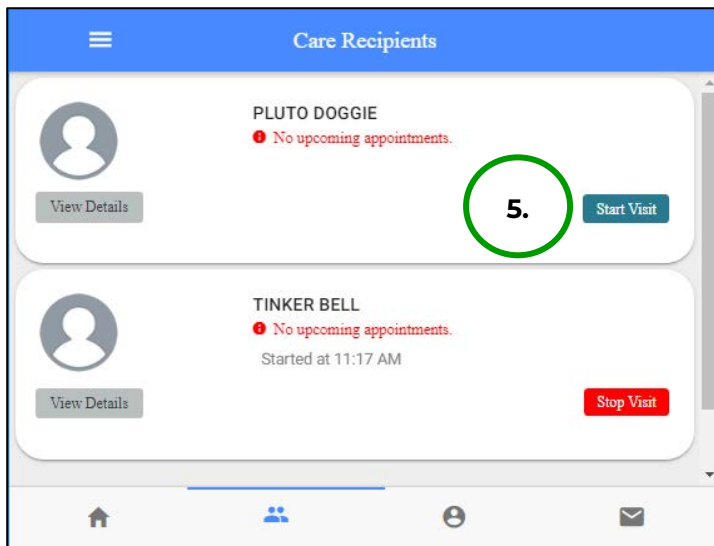 Care Recipients
PLUTO DOGGIE
No upcoming appointments.
View Details
5.
Start Visit
TINKER BELL
No upcoming appointments.
Started at 11:17 AM
View Details
Stop Visit